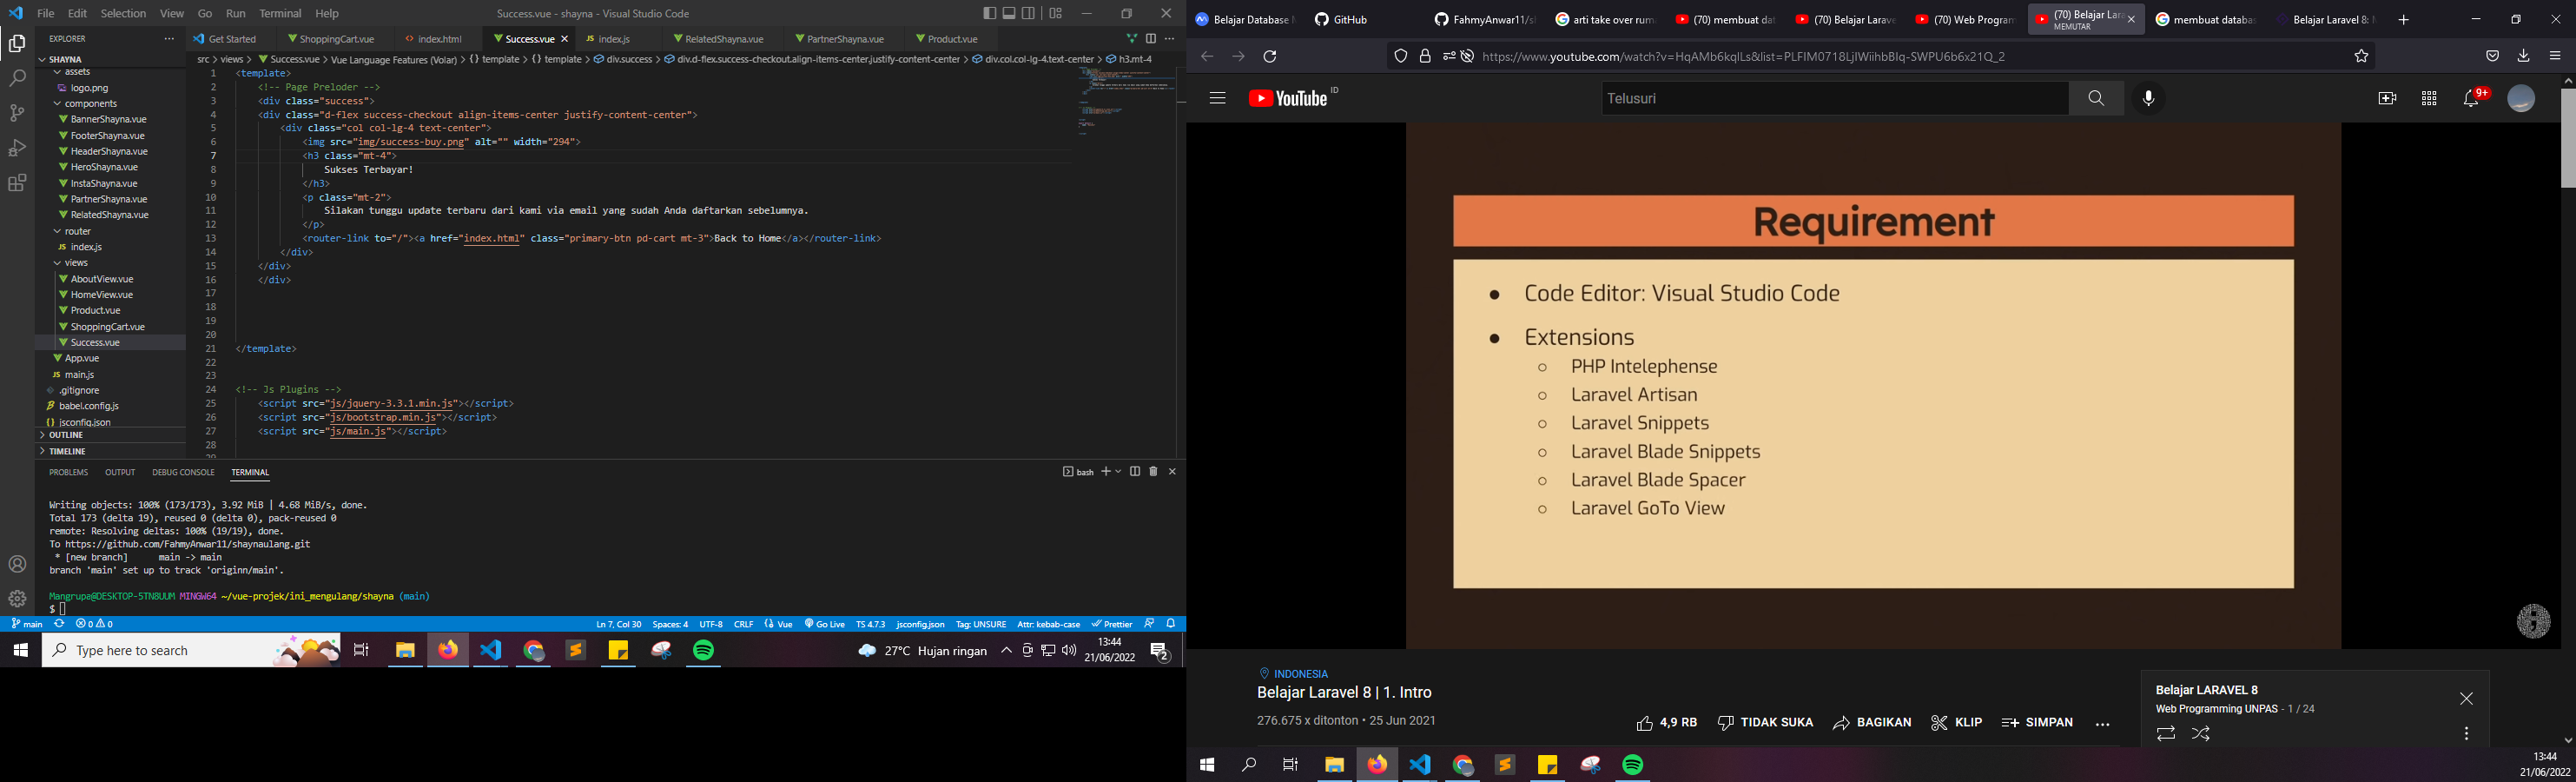 File Edit Selection View Go Run Terminal Help
Success.vue - shayna - Visual Studio Code
EXPLORER
SHAYNA
assets
logo.png
components
BannerShayna.vue
FooterShayna.vue
HeaderShayna.vue
HeroShayna.vue
InstaShayna.vue
PartnerShayna.vue
RelatedShayna.vue
router
index.js
views
AboutView.vue
HomeView.vue
Product.vue
ShoppingCart.vue
Success.vue
App.vue
main.js
.gitignore
babel.config.js
jsconfig.json
OUTLINE
TIMELINE
Get Started ShoppingCart.vue index.html Success.vue index.js RelatedShayna.vue PartnerShayna.vue Product.vue
src > views > Success.vue > Vue Language Features (Volar) > template > template > div.success > div.d-flex.success-checkout.align-items-center.justify-content-center > div.col.col-lg-4.text-center > h3.mt-4
1 <template>
2 <!-- Page Preloder -->
3 <div class="success">
4 <div class="d-flex success-checkout align-items-center justify-content-center">
5 <div class="col col-lg-4 text-center">
6 <img src="img/success-buy.png" alt="" width="294">
7 <h3 class="mt-4">
8 Sukses Terbayar!
9 </h3>
10 <p class="mt-2">
11 Silakan tunggu update terbaru dari kami via email yang sudah Anda daftarkan sebelumnya.
12 </p>
13 <router-link to="/"><a href="index.html" class="primary-btn pd-cart mt-3">Back to Home</a></router-link>
14 </div>
15 </div>
16 </div>
17
18
19
20
21 </template>
22
23
24 <!-- Js Plugins -->
25 <script src="js/jquery-3.3.1.min.js"></script>
26 <script src="js/bootstrap.min.js"></script>
27 <script src="js/main.js"></script>
28
PROBLEMS OUTPUT DEBUG CONSOLE TERMINAL
bash
Writing objects: 100% (173/173), 3.92 MiB | 4.68 MiB/s, done.
Total 173 (delta 19), reused 0 (delta 0), pack-reused 0
remote: Resolving deltas: 100% (19/19), done.
To https://github.com/FahmyAnwar11/shaynaulang.git
* [new branch] main -> main
branch 'main' set up to track 'originn/main'.
Mangrupa@DESKTOP-5TN8UUM MINGW64 ~/vue-projek/ini_mengulang/shayna (main)
$
main 0 0 Ln 7, Col 30 Spaces: 4 UTF-8 CRLF Vue Go Live TS 4.7.3 jsconfig.json Tag: UNSURE Attr: kebab-case Prettier
Type here to search
27°C Hujan ringan
13:44
21/06/2022
2
Belajar Database GitHub FahmyAnwar11/s arti take over rum (70) membuat dat (70) Belajar Larave (70) Web Program (70) Belajar Lara membuat databas Belajar Laravel 8:
MEMUTAR
https://www.youtube.com/watch?v=HqAMb6kqlLs&list=PLFIM0718LjIWiihbBIq-SWPU6b6x21Q_2
YouTube ID
Telusuri
9+
Requirement
● Code Editor: Visual Studio Code
● Extensions
○ PHP Intelephense
○ Laravel Artisan
○ Laravel Snippets
○ Laravel Blade Snippets
○ Laravel Blade Spacer
○ Laravel GoTo View
INDONESIA
Belajar Laravel 8 | 1. Intro
276.675 x ditonton • 25 Jun 2021
4,9 RB TIDAK SUKA BAGIKAN KLIP SIMPAN
Belajar LARAVEL 8
Web Programming UNPAS - 1 / 24
13:44
21/06/2022